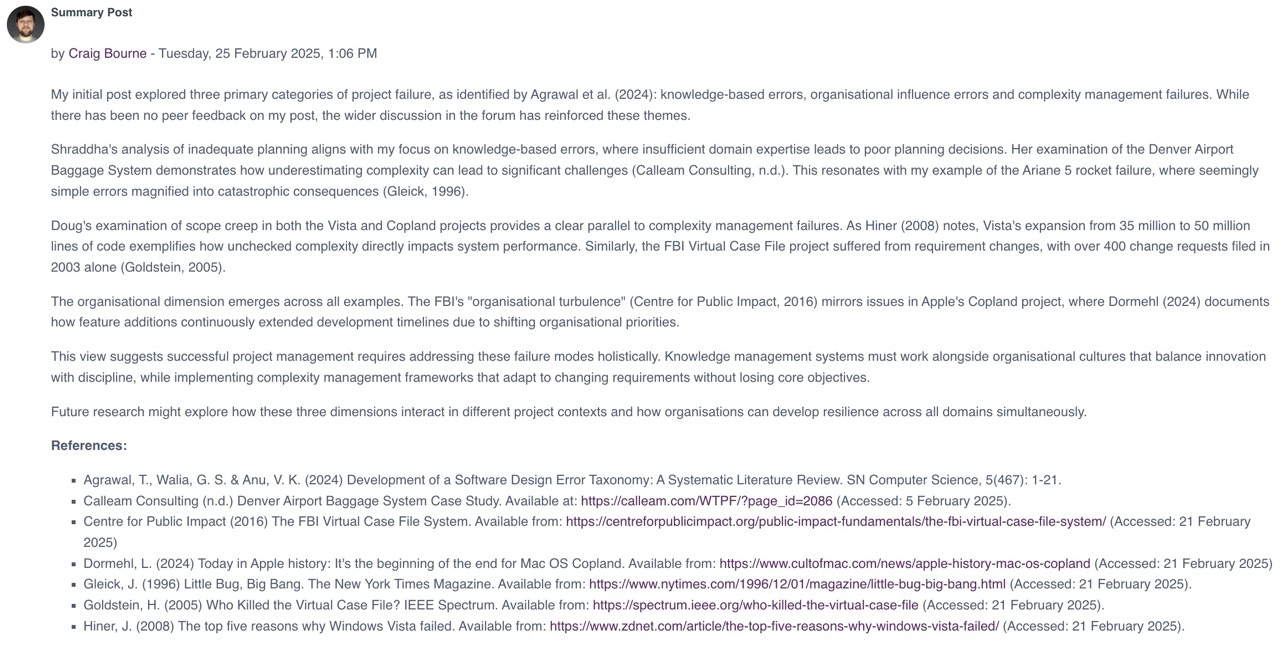 Summary Post
by Craig Bourne - Tuesday, 25 February 2025, 1:06 PM
My initial post explored three primary categories of project failure, as identified by Agrawal et al. (2024): knowledge-based errors, organisational influence errors and complexity management failures. While
there has been no peer feedback on my post, the wider discussion in the forum has reinforced these themes.
Shraddha's analysis of inadequate planning aligns with my focus on knowledge-based errors, where insufficient domain expertise leads to poor planning decisions. Her examination of the Denver Airport
Baggage System demonstrates how underestimating complexity can lead to significant challenges (Calleam Consulting, n.d.). This resonates with my example of the Ariane 5 rocket failure, where seemingly
simple errors magnified into catastrophic consequences (Gleick, 1996).
Doug's examination of scope creep in both the Vista and Copland projects provides a clear parallel to complexity management failures. As Hiner (2008) notes, Vista's expansion from 35 million to 50 million
lines of code exemplifies how unchecked complexity directly impacts system performance. Similarly, the FBI Virtual Case File project suffered from requirement changes, with over 400 change requests filed in
2003 alone (Goldstein, 2005).
The organisational dimension emerges across all examples. The FBI's "organisational turbulence" (Centre for Public Impact, 2016) mirrors issues in Apple's Copland project, where Dormehl (2024) documents
how feature additions continuously extended development timelines due to shifting organisational priorities.
This view suggests successful project management requires addressing these failure modes holistically. Knowledge management systems must work alongside organisational cultures that balance innovation
with discipline, while implementing complexity management frameworks that adapt to changing requirements without losing core objectives.
Future research might explore how these three dimensions interact in different project contexts and how organisations can develop resilience across all domains simultaneously.
References:
▪ Agrawal, T., Walia, G. S. & Anu, V. K. (2024) Development of a Software Design Error Taxonomy: A Systematic Literature Review. SN Computer Science, 5(467): 1-21.
▪ Calleam Consulting (n.d.) Denver Airport Baggage System Case Study. Available at: https://calleam.com/WTPF/?page_id=2086 (Accessed: 5 February 2025).
▪ Centre for Public Impact (2016) The FBI Virtual Case File System. Available from: https://centreforpublicimpact.org/public-impact-fundamentals/the-fbi-virtual-case-file-system/ (Accessed: 21 February
2025)
▪ Dormehl, L. (2024) Today in Apple history: It's the beginning of the end for Mac OS Copland. Available from: https://www.cultofmac.com/news/apple-history-mac-os-copland (Accessed: 21 February 2025)
▪ Gleick, J. (1996) Little Bug, Big Bang. The New York Times Magazine. Available from: https://www.nytimes.com/1996/12/01/magazine/little-bug-big-bang.html (Accessed: 21 February 2025).
▪ Goldstein, H. (2005) Who Killed the Virtual Case File? IEEE Spectrum. Available from: https://spectrum.ieee.org/who-killed-the-virtual-case-file (Accessed: 21 February 2025).
▪ Hiner, J. (2008) The top five reasons why Windows Vista failed. Available from: https://www.zdnet.com/article/the-top-five-reasons-why-windows-vista-failed/ (Accessed: 21 February 2025).